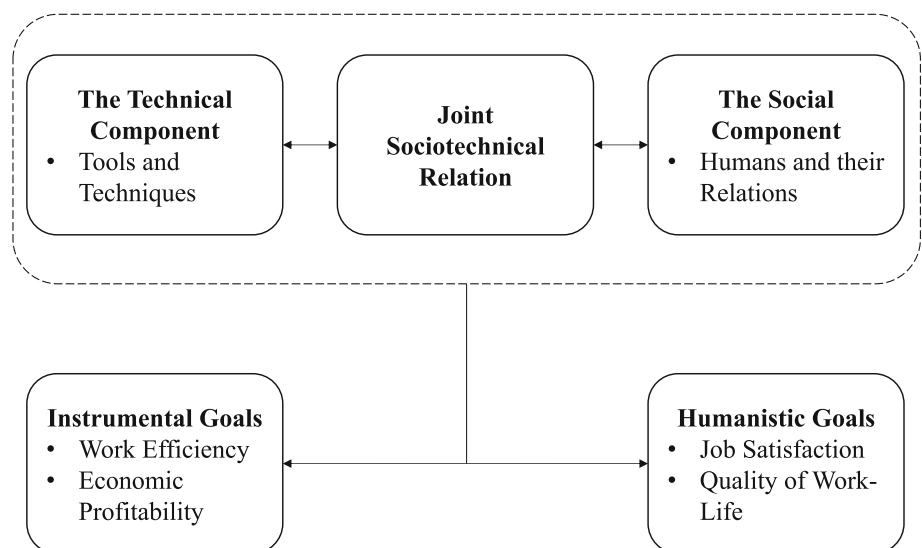 The Technical
Component
• Tools and
Techniques
Joint
Sociotechnical
Relation
The Social
Component
• Humans and their
Relations
Instrumental Goals
• Work Efficiency
• Economic
Profitability
Humanistic Goals
• Job Satisfaction
• Quality of Work-
Life